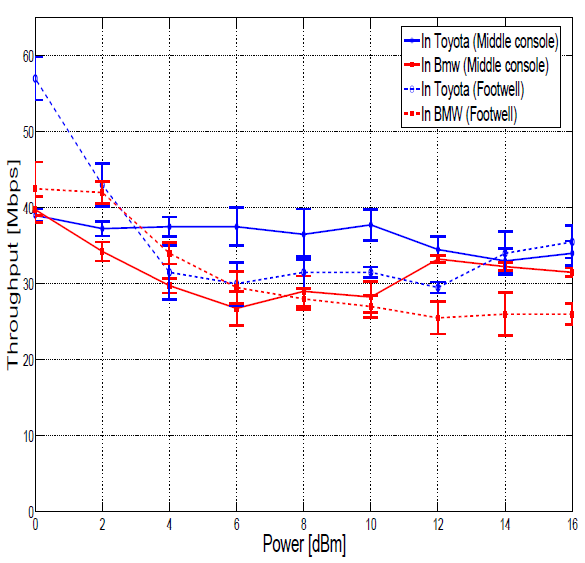 In Toyota (Middle console)
In Bmw (Middle console)
In Toyota (Footwell)
In BMW (Footwell)
Throughput [Mbps]
60
50
40
30
20
10
0
0 2 4 6 8 10 12 14 16
Power [dBm]